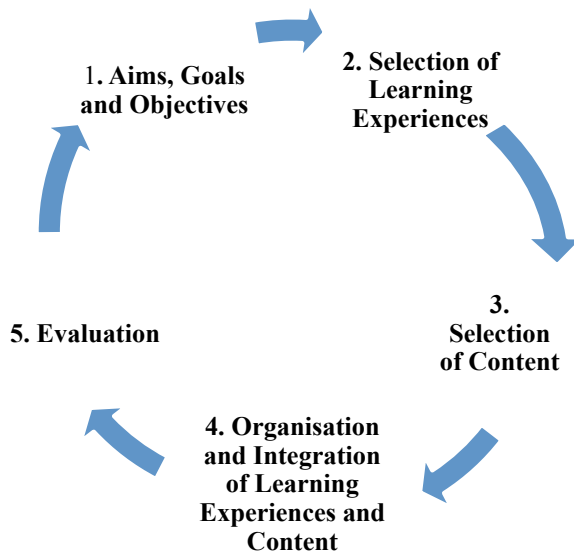 1. Aims, Goals
and Objectives
2. Selection of
Learning
Experiences
3.
Selection
of Content
4. Organisation
and Integration
of Learning
Experiences and
Content
5. Evaluation